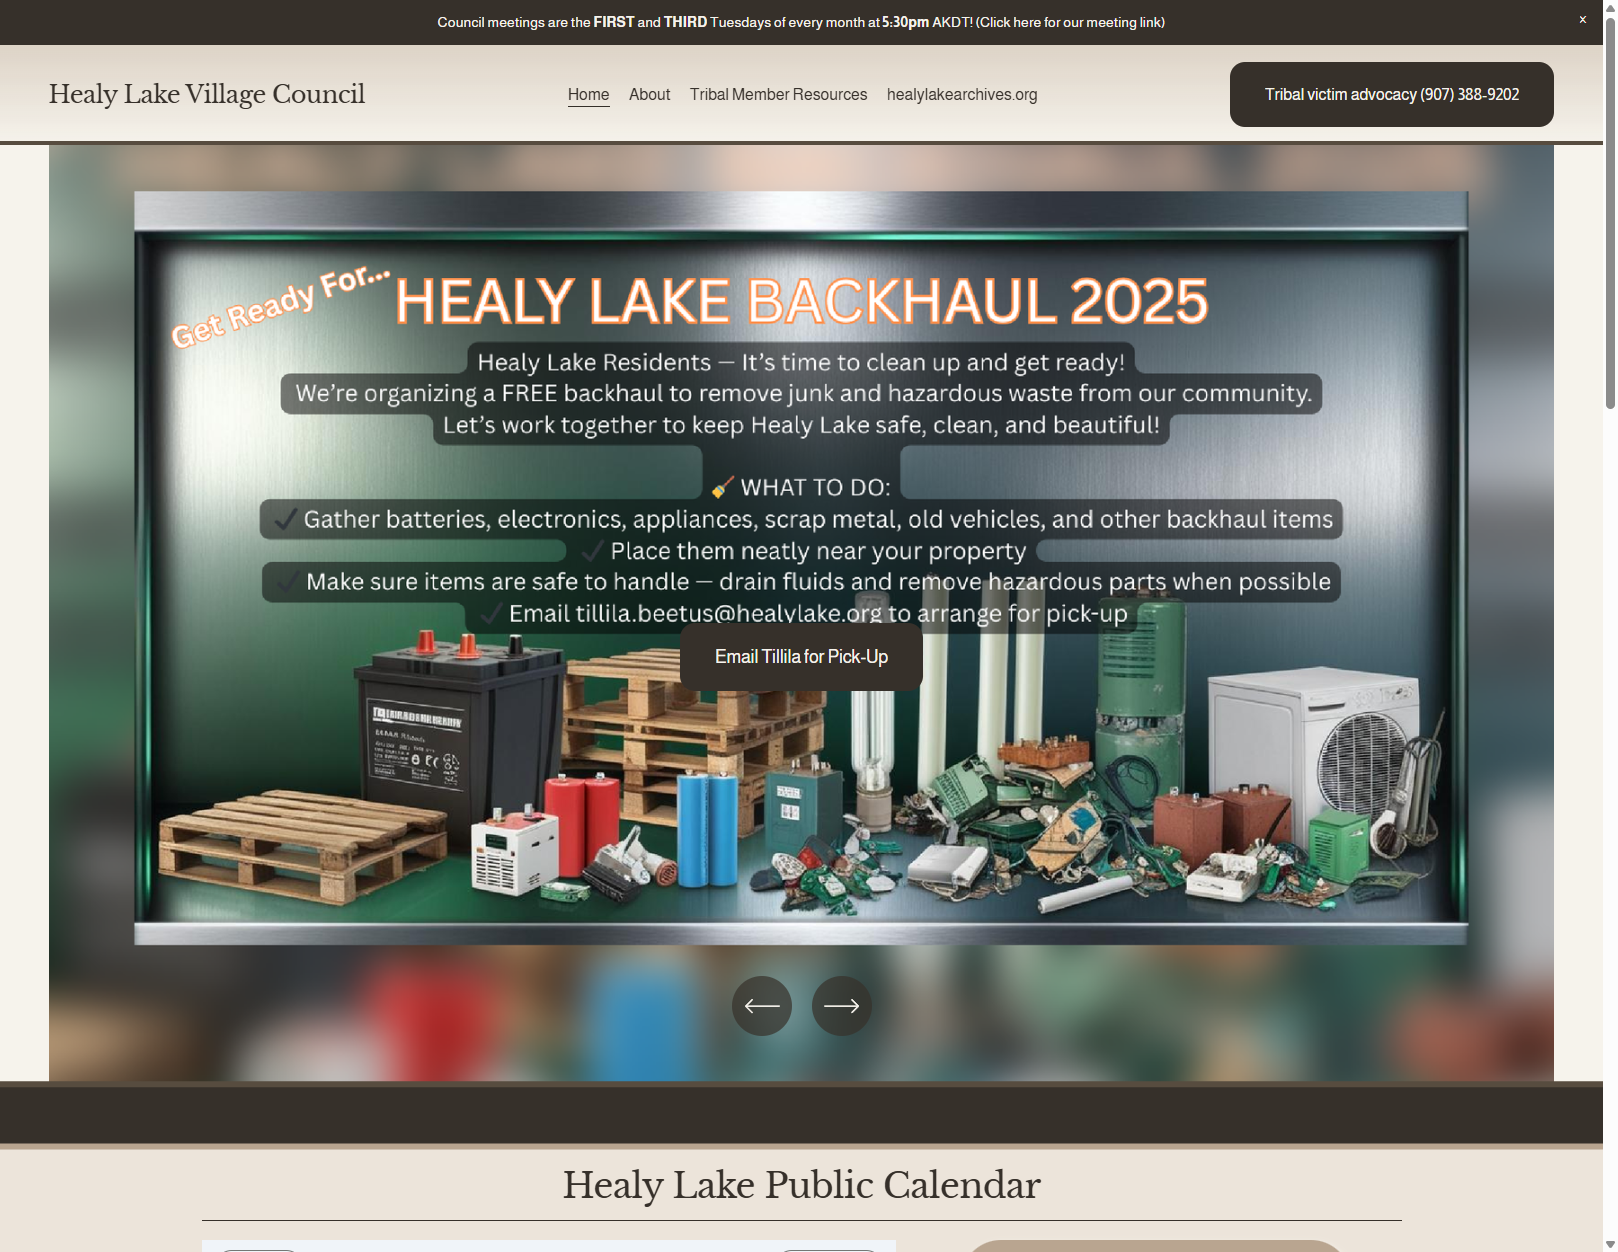 Council meetings are the FIRST and THIRD Tuesdays of every month at 5:30pm AKDT! (Click here for our meeting link)
x
Healy Lake Village Council
Home
About
Tribal Member Resources
healylakearchives.org
Tribal victim advocacy (907) 388-9202
Get Ready For...
HEALY LAKE BACKHAUL 2025
Healy Lake Residents — It's time to clean up and get ready!
We're organizing a FREE backhaul to remove junk and hazardous waste from our community.
Let's work together to keep Healy Lake safe, clean, and beautiful!
🧹 WHAT TO DO:
✔ Gather batteries, electronics, appliances, scrap metal, old vehicles, and other backhaul items
✔ Place them neatly near your property
✔ Make sure items are safe to handle — drain fluids and remove hazardous parts when possible
✔ Email tillila.beetus@healylake.org to arrange for pick-up
Email Tillila for Pick-Up
Healy Lake Public Calendar